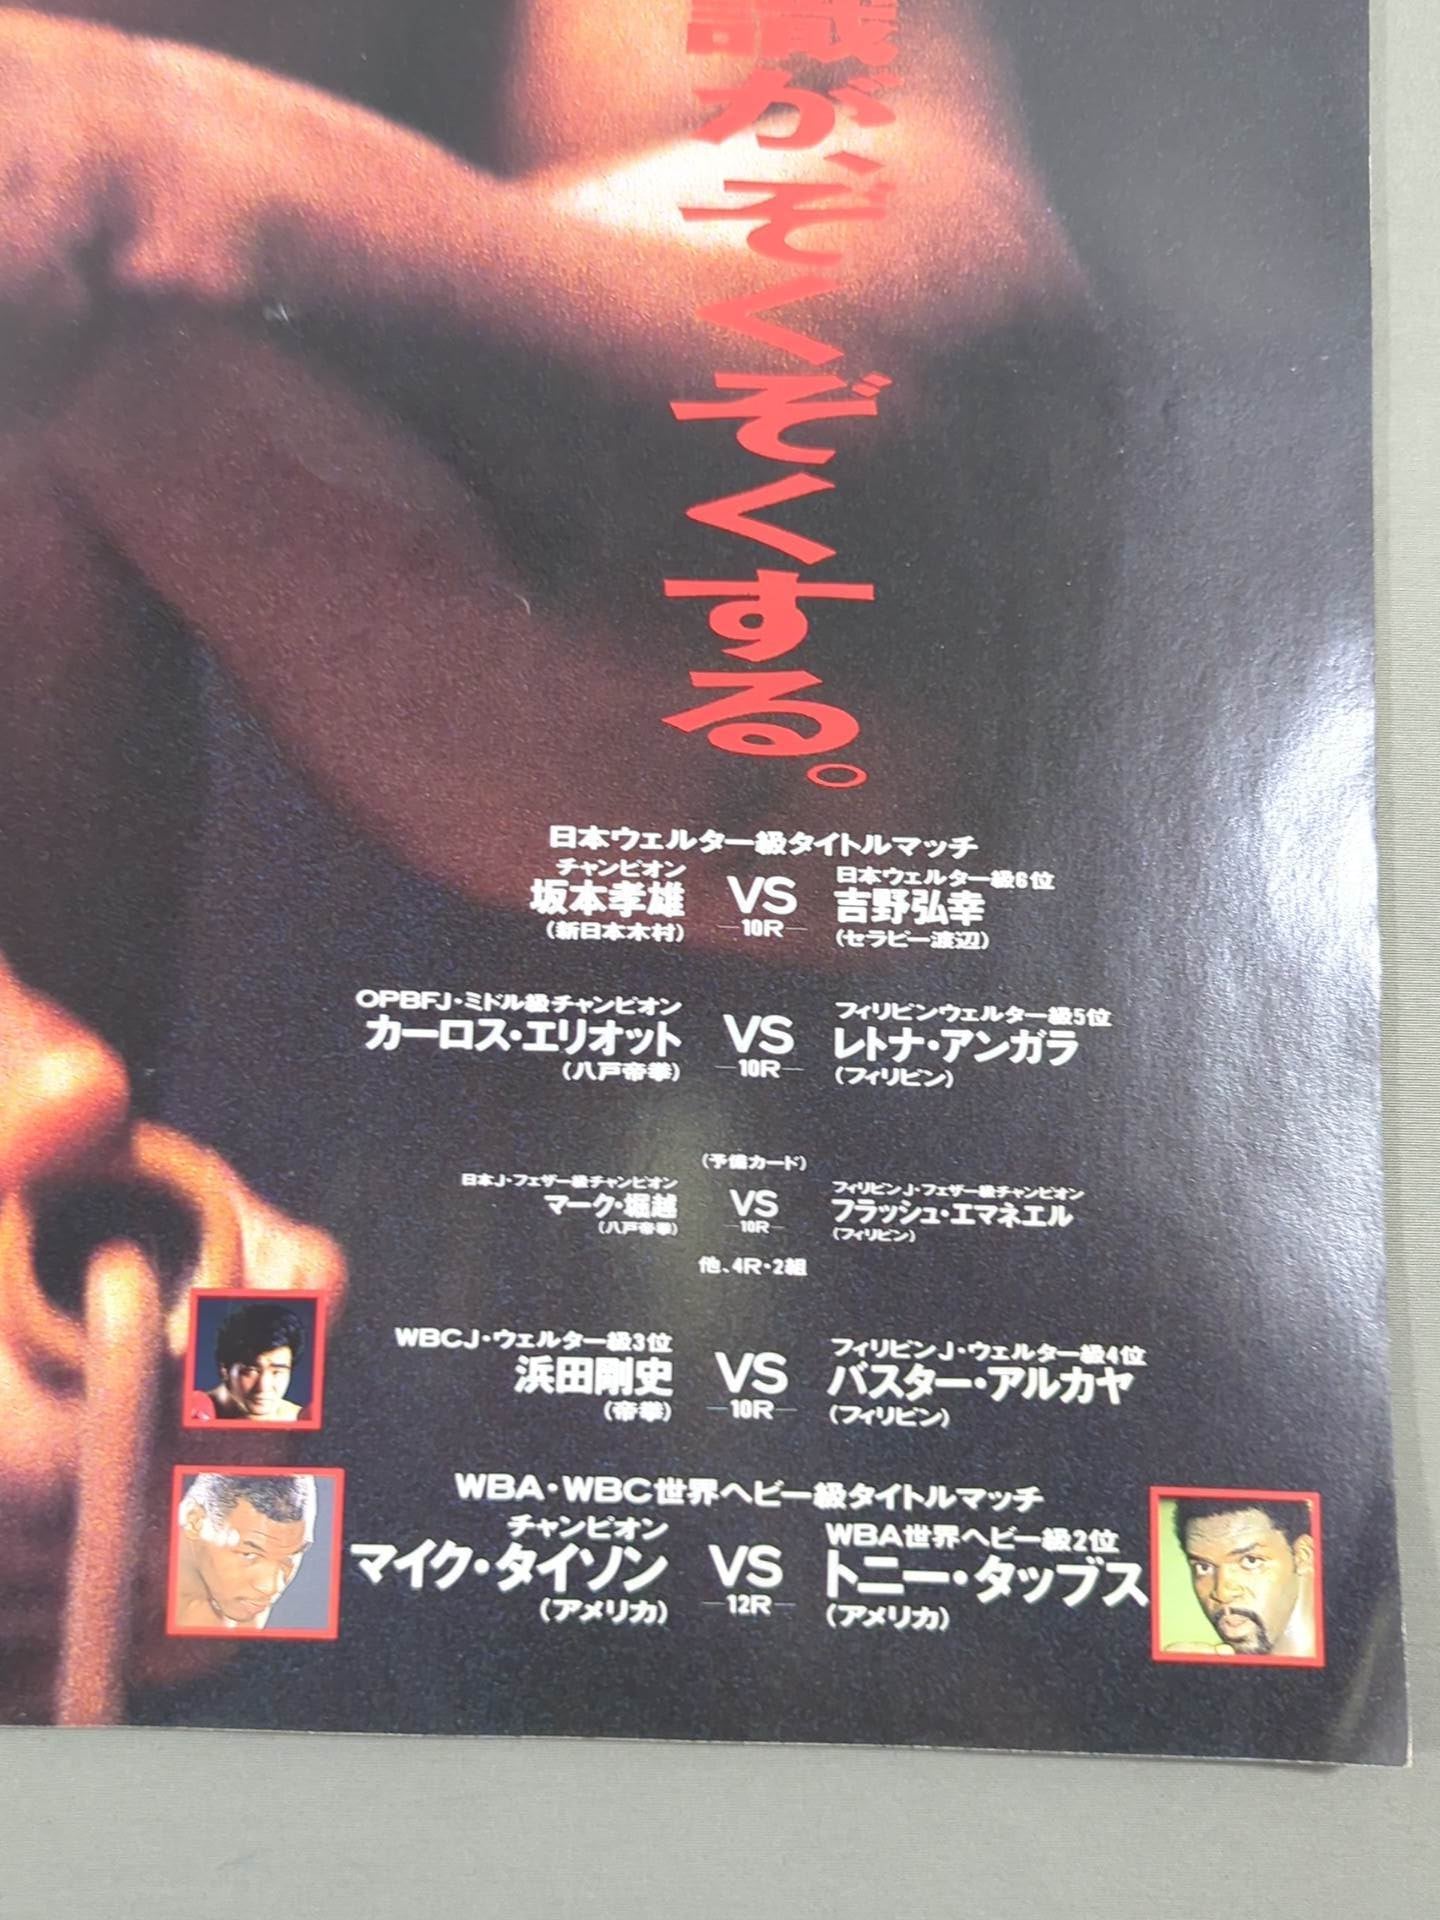 識が、ぞくぞくする。
日本ウェルター級タイトルマッチ
チャンピオン
坂本孝雄
(新日本木村)
VS
10R
日本ウェルター級6位
吉野弘幸
(セラピー渡辺)
OPBFJ・ミドル級チャンピオン
カーロス・エリオット
(八戸帝拳)
VS
10R
フィリピンウェルター級5位
レトナ・アンガラ
(フィリピン)
(予備カード)
日本J・フェザー級チャンピオン
マーク・堀越
(八戸帝拳)
VS
10R
フィリピンJ・フェザー級チャンピオン
フラッシュ・エマネエル
(フィリピン)
他、4R・2組
WBCJ・ウェルター級3位
浜田剛史
(帝拳)
VS
10R
フィリピンJ・ウェルター級4位
バスター・アルカヤ
(フィリピン)
WBA・WBC世界ヘビー級タイトルマッチ
チャンピオン
マイク・タイソン
(アメリカ)
VS
12R
WBA世界ヘビー級2位
トニー・タップス
(アメリカ)